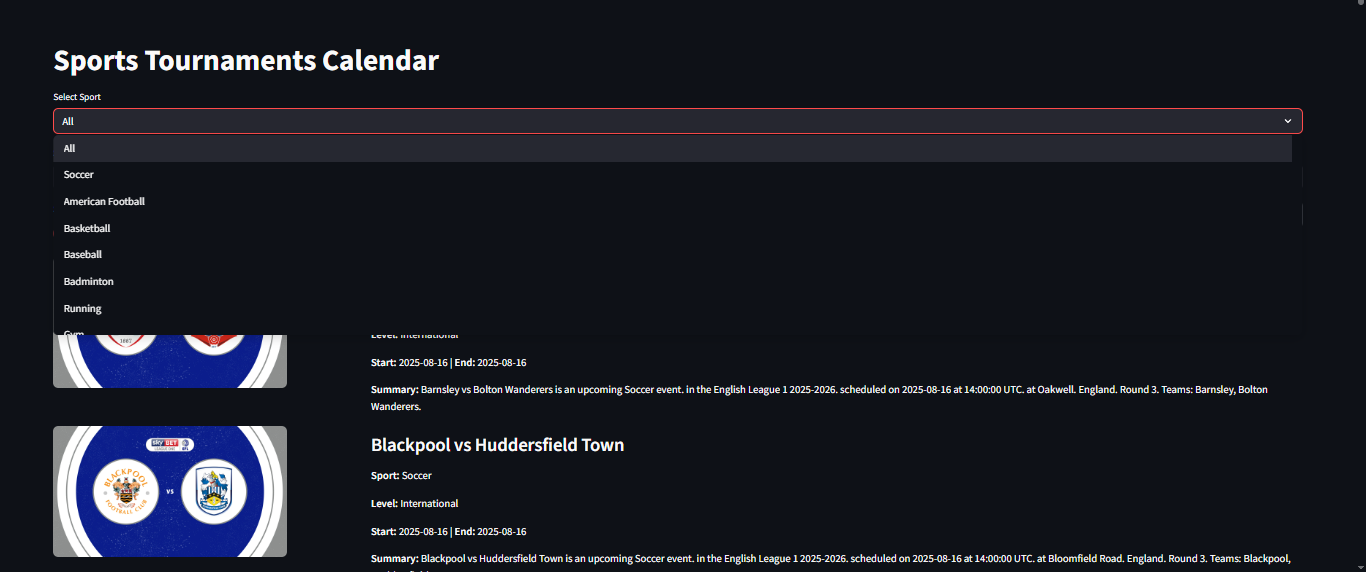 Sports Tournaments Calendar
Select Sport
All
All
Soccer
American Football
Basketball
Baseball
Badminton
Running
Gym
1887
Level: International
Start: 2025-08-16 | End: 2025-08-16
Summary: Barnsley vs Bolton Wanderers is an upcoming Soccer event. in the English League 1 2025-2026. scheduled on 2025-08-16 at 14:00:00 UTC. at Oakwell. England. Round 3. Teams: Barnsley, Bolton
Wanderers.
sky BET
LEAGUE ONE
EFL
BLACKPOOL
FOOTBALL CLUB
VS
Blackpool vs Huddersfield Town
Sport: Soccer
Level: International
Start: 2025-08-16 | End: 2025-08-16
Summary: Blackpool vs Huddersfield Town is an upcoming Soccer event. in the English League 1 2025-2026. scheduled on 2025-08-16 at 14:00:00 UTC. at Bloomfield Road. England. Round 3. Teams: Blackpool,